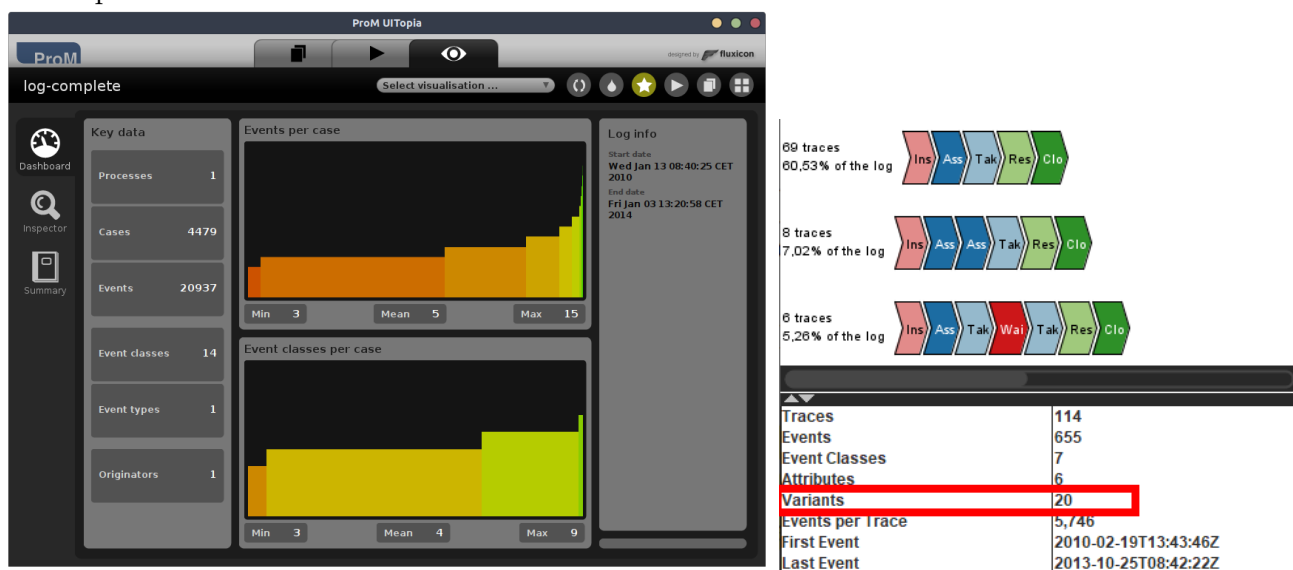 ProM UITopia
ProM
designed by fluxicon
log-complete
Select visualisation ...
Dashboard
Inspector
Summary
Key data
Processes 1
Cases 4479
Events 20937
Event classes 14
Event types 1
Originators 1
Events per case
Min 3 Mean 5 Max 15
Event classes per case
Min 3 Mean 4 Max 9
Log info
Start date
Wed Jan 13 08:40:25 CET
2010
End date
Fri Jan 03 13:20:58 CET
2014
69 traces
60,53% of the log
Ins Ass Tak Res Clo
8 traces
7,02% of the log
Ins Ass Ass Tak Res Clo
6 traces
5,26% of the log
Ins Ass Tak Wai Tak Res Clo
Traces 114
Events 655
Event Classes 7
Attributes 6
Variants 20
Events per Trace 5,746
First Event 2010-02-19T13:43:46Z
Last Event 2013-10-25T08:42:22Z